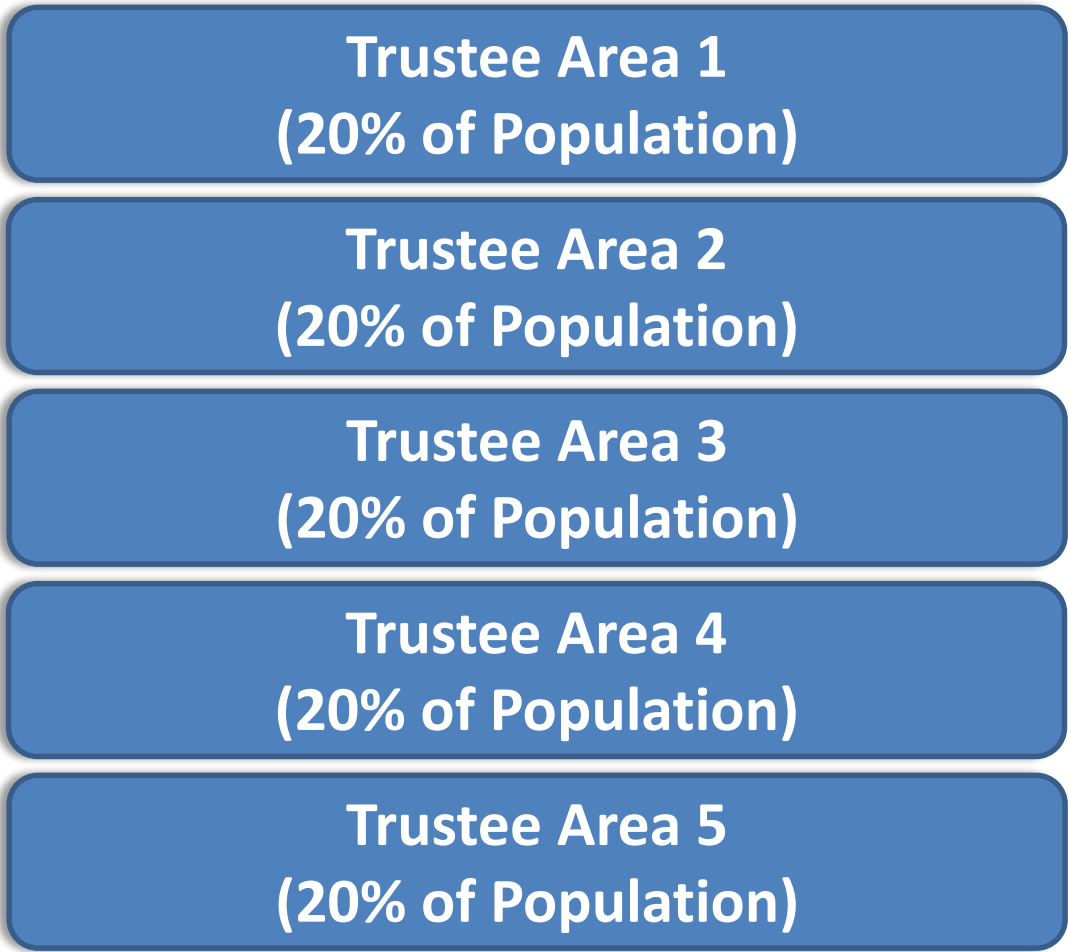 Trustee Area 1
(20% of Population)
Trustee Area 2
(20% of Population)
Trustee Area 3
(20% of Population)
Trustee Area 4
(20% of Population)
Trustee Area 5
(20% of Population)